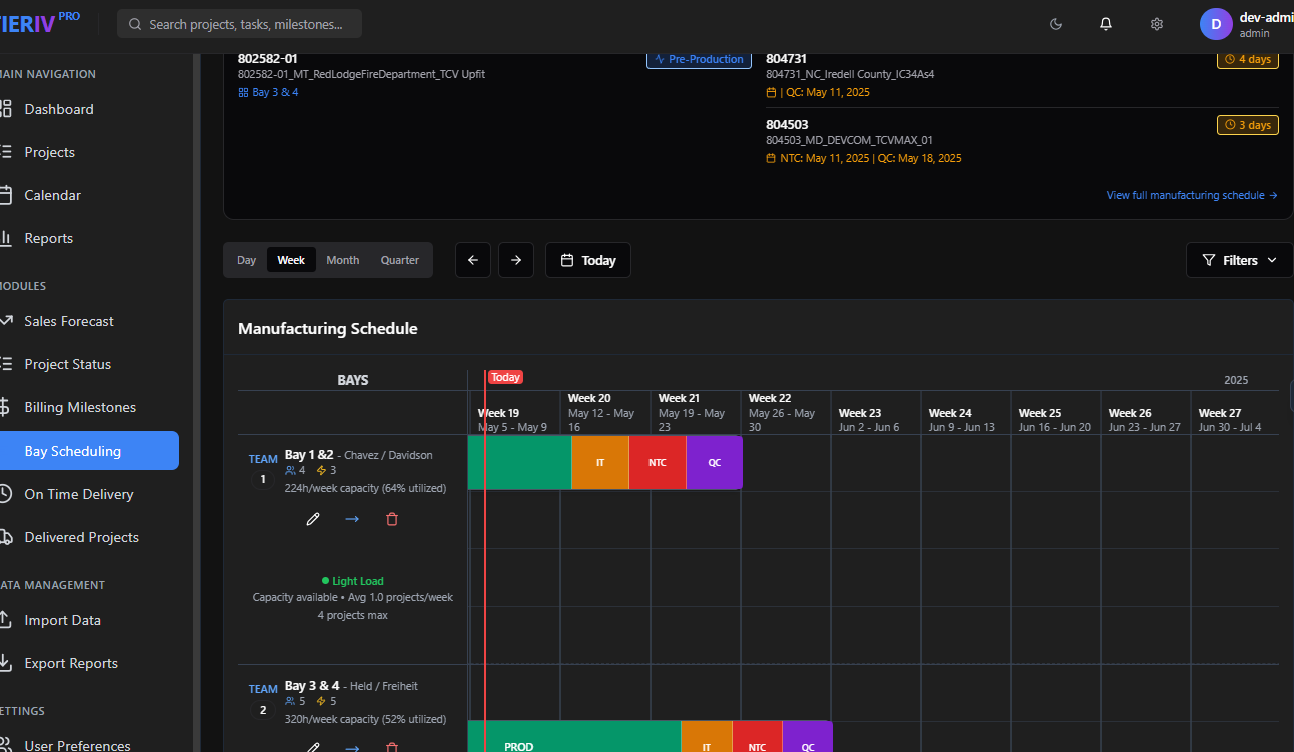 IERIV PRO
Search projects, tasks, milestones...
D
dev-admi
admin
MAIN NAVIGATION
Dashboard
Projects
Calendar
Reports
MODULES
Sales Forecast
Project Status
Billing Milestones
Bay Scheduling
On Time Delivery
Delivered Projects
DATA MANAGEMENT
Import Data
Export Reports
SETTINGS
User Preferences
802582-01
Pre-Production
802582-01_MT_RedLodgeFireDepartment_TCV Upfit
Bay 3 & 4
804731
4 days
804731_NC_Iredell County_IC34As4
| QC: May 11, 2025
804503
3 days
804503_MD_DEVCOM_TCVMAX_01
NTC: May 11, 2025 | QC: May 18, 2025
View full manufacturing schedule →
Day
Week
Month
Quarter
Today
Filters
Manufacturing Schedule
BAYS
Today
2025
Week 19
May 5 - May 9
Week 20
May 12 - May
16
Week 21
May 19 - May
23
Week 22
May 26 - May
30
Week 23
Jun 2 - Jun 6
Week 24
Jun 9 - Jun 13
Week 25
Jun 16 - Jun 20
Week 26
Jun 23 - Jun 27
Week 27
Jun 30 - Jul 4
TEAM
1
Bay 1 &2 - Chavez / Davidson
4 3
224h/week capacity (64% utilized)
IT
NTC
QC
Light Load
Capacity available • Avg 1.0 projects/week
4 projects max
TEAM
2
Bay 3 & 4 - Held / Freiheit
5 5
320h/week capacity (52% utilized)
PROD
IT
NTC
QC